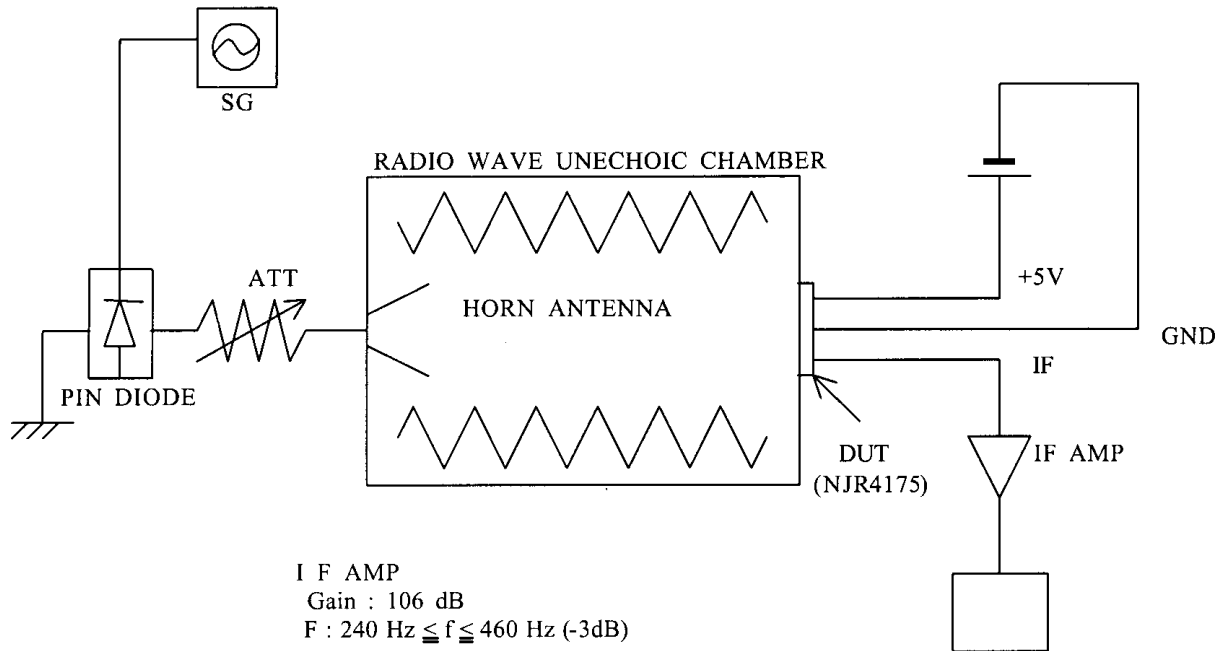 SG
RADIO WAVE UNECHOIC CHAMBER
ATT
HORN ANTENNA
+5V
GND
IF
PIN DIODE
DUT
(NJR4175)
IF AMP
I F AMP
Gain : 106 dB
F : 240 Hz ≦ f ≦ 460 Hz (-3dB)